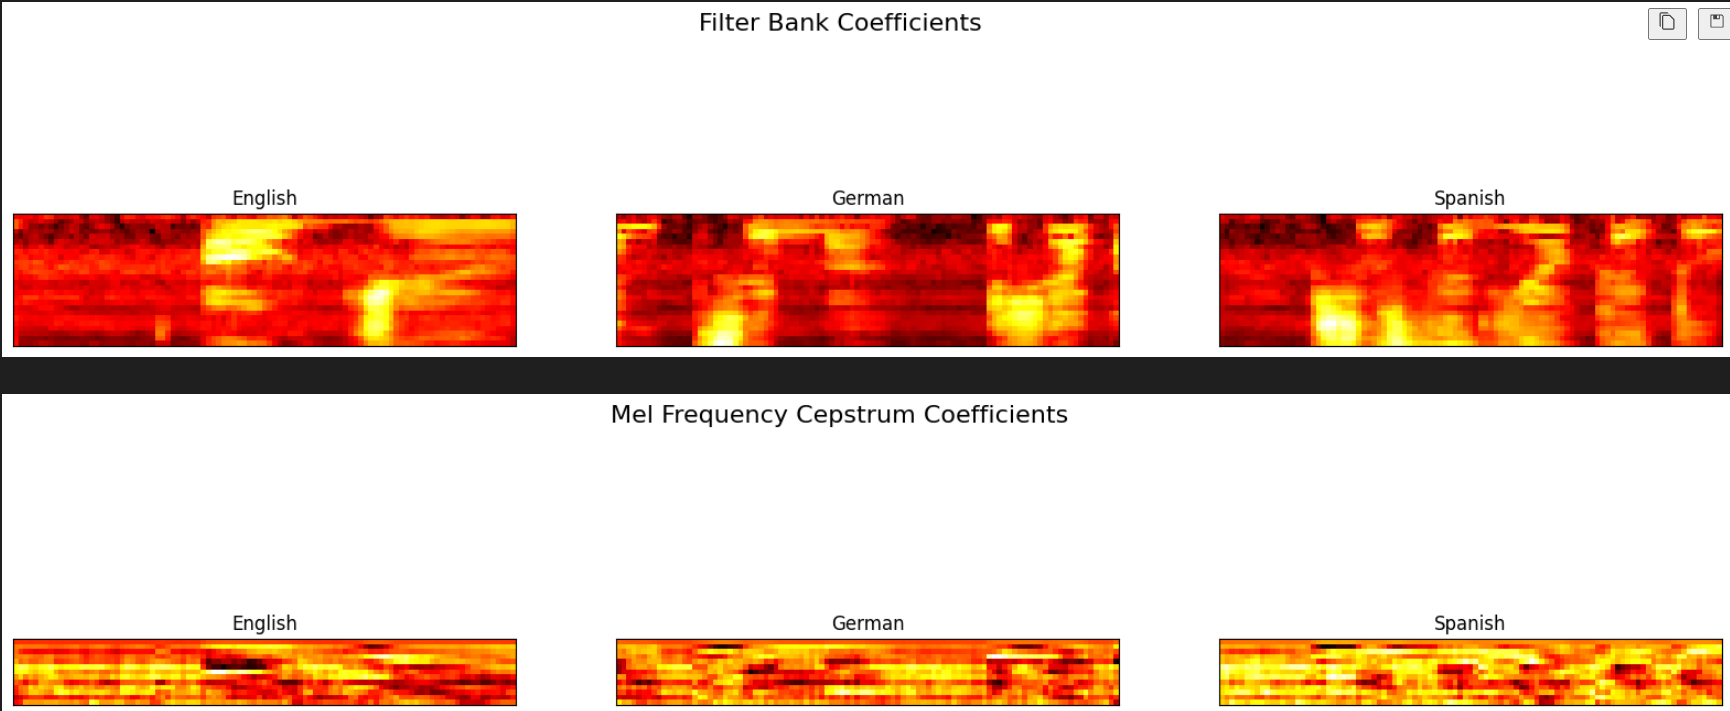 Filter Bank Coefficients
English
German
Spanish
Mel Frequency Cepstrum Coefficients
English
German
Spanish